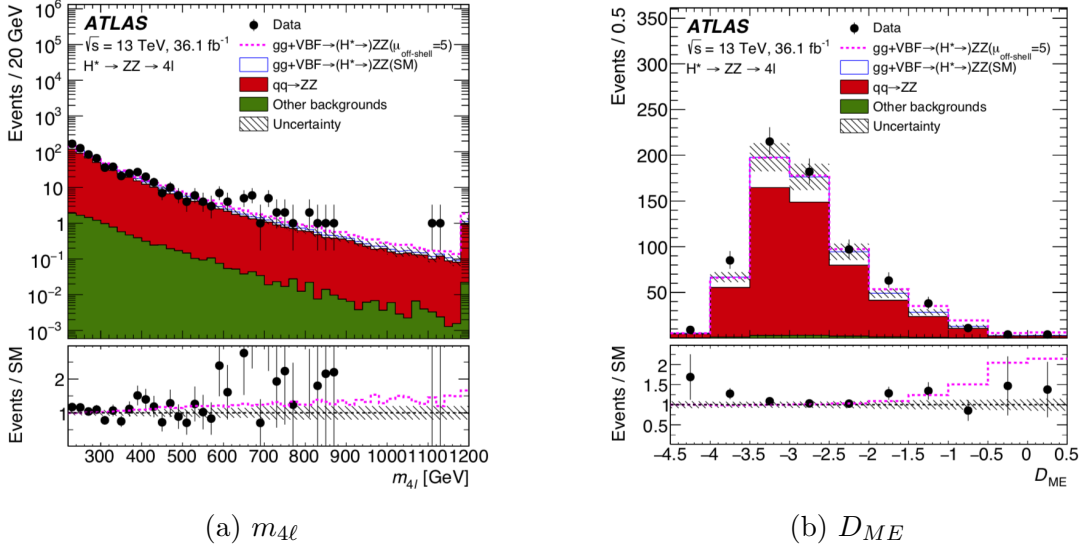 ATLAS
√s = 13 TeV, 36.1 fb⁻¹
H* → ZZ → 4l
Data
gg+VBF→(H*→)ZZ(μoff-shell=5)
gg+VBF→(H*→)ZZ(SM)
qq→ZZ
Other backgrounds
Uncertainty
Events / 20 GeV
10⁶
10⁵
10⁴
10³
10²
10
1
10⁻¹
10⁻²
10⁻³
Events / SM
2
1
300 400 500 600 700 800 900 1000 1100 1200
m4l [GeV]
(a) m4ℓ
ATLAS
√s = 13 TeV, 36.1 fb⁻¹
H* → ZZ → 4l
Data
gg+VBF→(H*→)ZZ(μoff-shell=5)
gg+VBF→(H*→)ZZ(SM)
qq→ZZ
Other backgrounds
Uncertainty
Events / 0.5
350
300
250
200
150
100
50
Events / SM
2
1.5
1
0.5
−4.5 −4 −3.5 −3 −2.5 −2 −1.5 −1 −0.5 0 0.5
DME
(b) DME